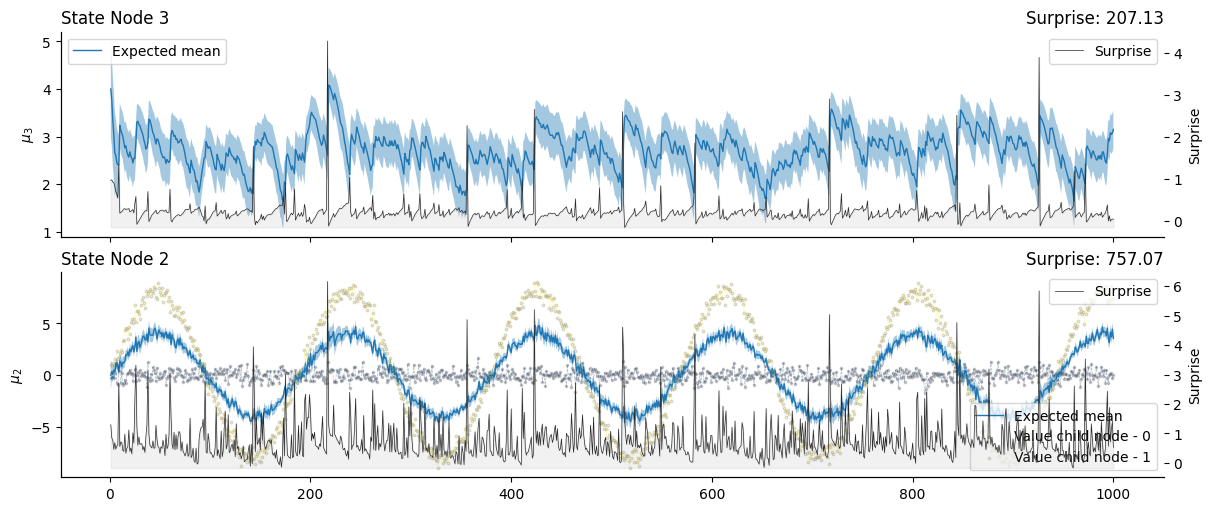 State Node 3
Surprise: 207.13
Expected mean
Surprise
5
4
3
2
1
μ3
4
3
2
1
0
Surprise
State Node 2
Surprise: 757.07
Surprise
5
0
−5
μ2
6
5
4
3
2
1
0
Surprise
Expected mean
Value child node - 0
Value child node - 1
0
200
400
600
800
1000